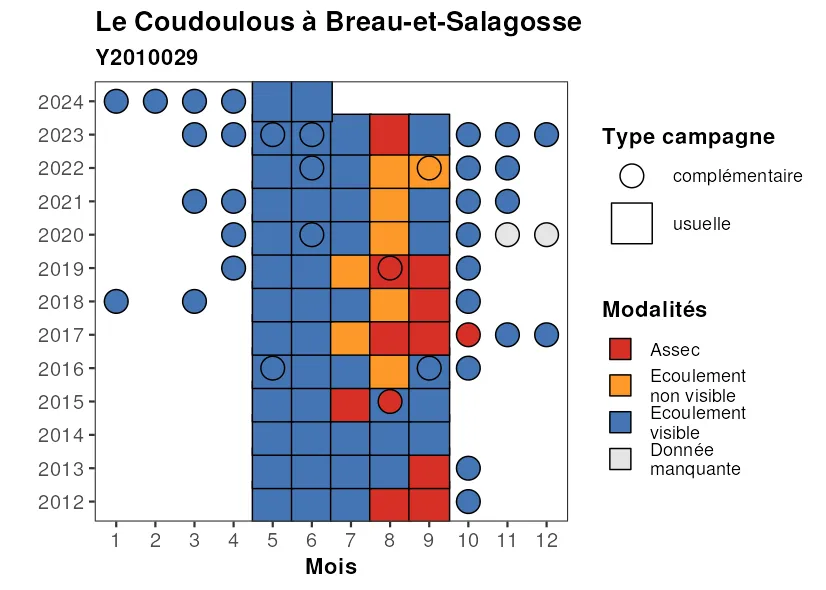 Le Coudoulous à Breau-et-Salagosse
Y2010029
2024
2023
2022
2021
2020
2019
2018
2017
2016
2015
2014
2013
2012
1 2 3 4 5 6 7 8 9 10 11 12
Mois
Type campagne
complémentaire
usuelle
Modalités
Assec
Ecoulement
non visible
Ecoulement
visible
Donnée
manquante